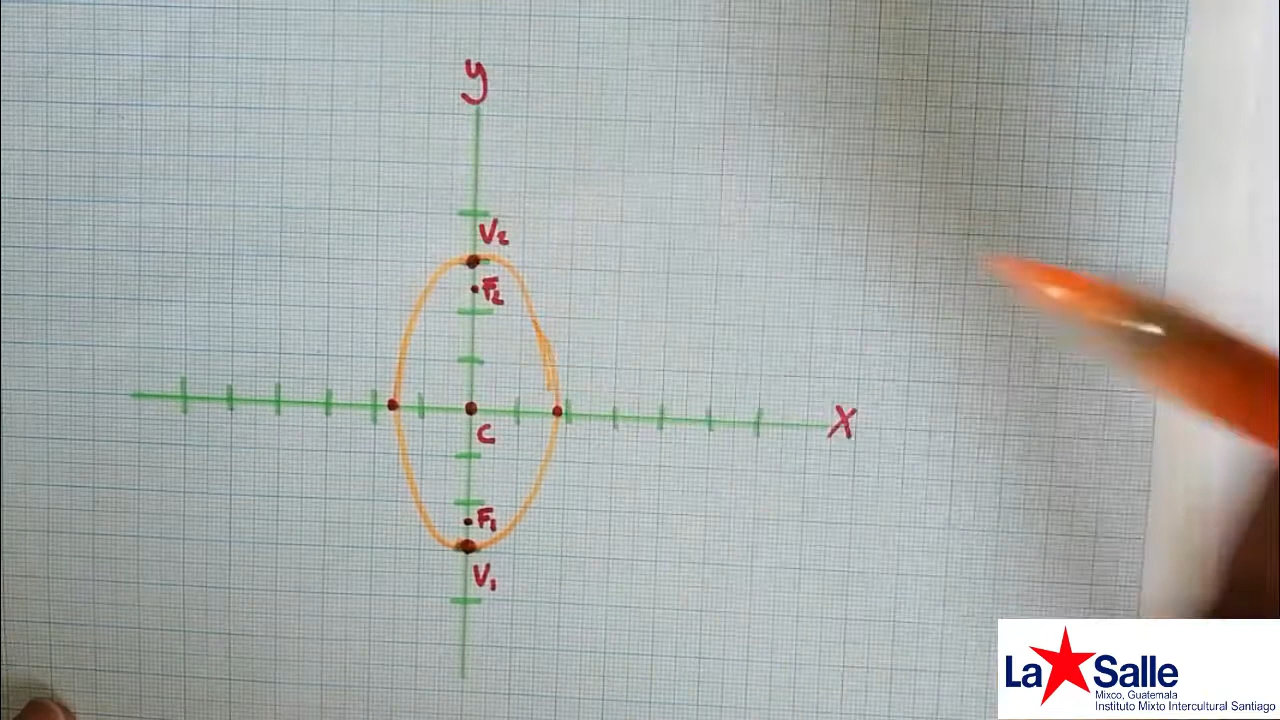 y
V₂
F₂
X
C
F₁
V₁
La Salle
Mixco, Guatemala
Instituto Mixto Intercultural Santiago